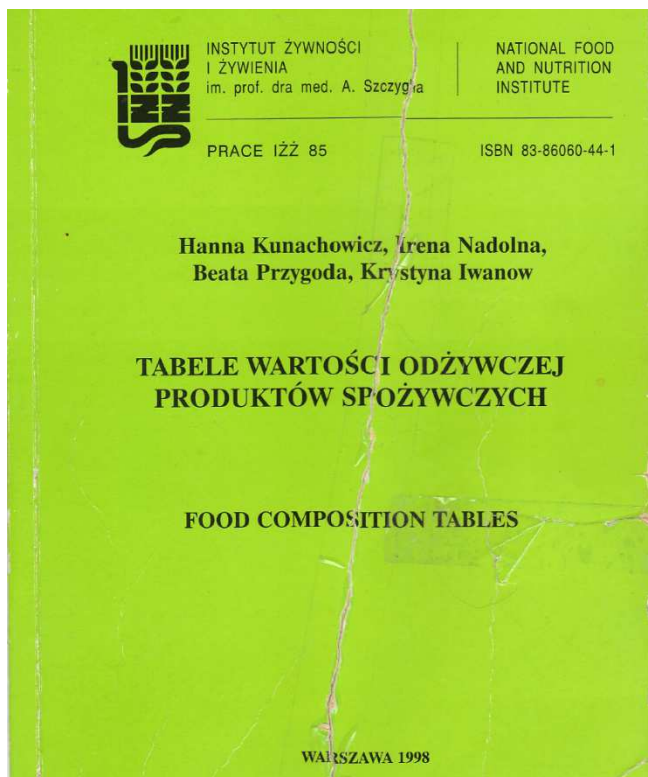 INSTYTUT ŻYWNOŚCI
I ŻYWIENIA
im. prof. dra med. A. Szczygła
NATIONAL FOOD
AND NUTRITION
INSTITUTE
IŻŻ
PRACE IŻŻ 85
ISBN 83-86060-44-1
Hanna Kunachowicz, Irena Nadolna,
Beata Przygoda, Krystyna Iwanow
TABELE WARTOŚCI ODŻYWCZEJ
PRODUKTÓW SPOŻYWCZYCH
FOOD COMPOSITION TABLES
WARSZAWA 1998